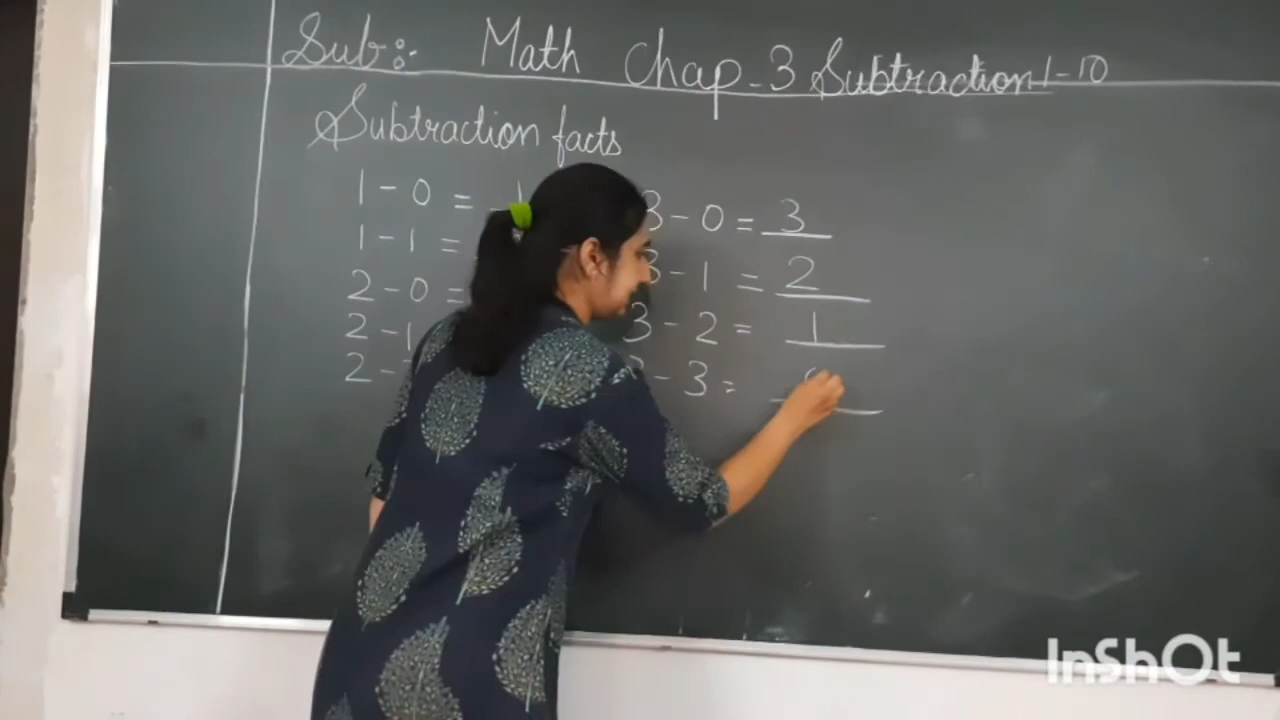 Sub:- Math Chap-3 Subtraction 1-10
Subtraction facts
1-0 = 1
1-1 =
2-0 =
2-1
2-
3-0 = 3
3-1 = 2
3-2 = 1
-3 =
InShOt